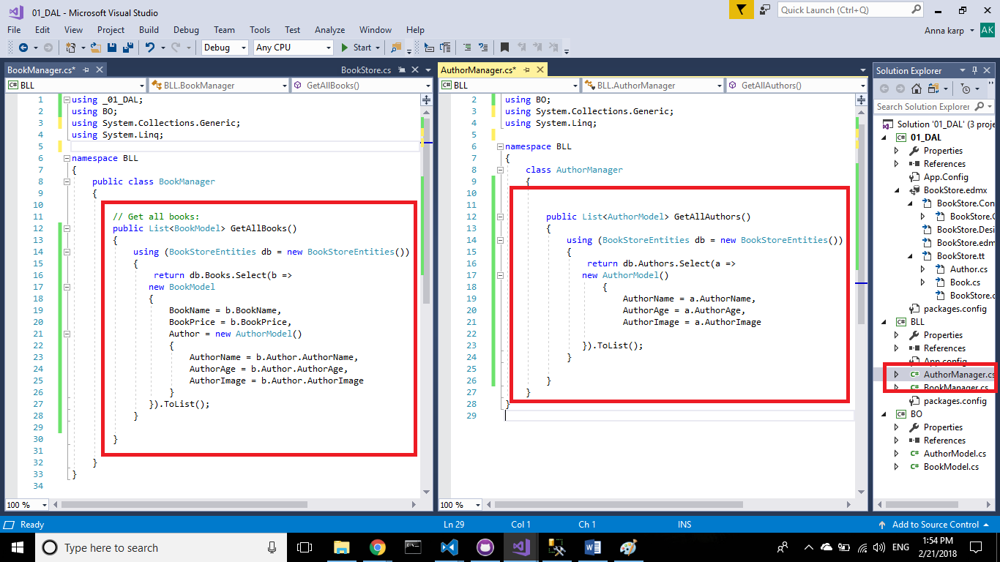 01_DAL - Microsoft Visual Studio
Quick Launch (Ctrl+Q)
File Edit View Project Build Debug Team Tools Test Analyze Window Help
Anna karp
AK
Debug
Any CPU
Start
BookManager.cs*
BookStore.cs
BLL
BLL.BookManager
GetAllBooks()
1 using _01_DAL;
2 using BO;
3 using System.Collections.Generic;
4 using System.Linq;
5
6 namespace BLL
7 {
8 public class BookManager
9 {
10
11 // Get all books:
12 public List<BookModel> GetAllBooks()
13 {
14 using (BookStoreEntities db = new BookStoreEntities())
15 {
16 return db.Books.Select(b =>
17 new BookModel
18 {
19 BookName = b.BookName,
20 BookPrice = b.BookPrice,
21 Author = new AuthorModel()
22 {
23 AuthorName = b.Author.AuthorName,
24 AuthorAge = b.Author.AuthorAge,
25 AuthorImage = b.Author.AuthorImage
26 }
27 }).ToList();
28 }
29
30 }
31
32 }
33 }
34
100 %
AuthorManager.cs*
BLL
BLL.AuthorManager
GetAllAuthors()
2 using BO;
3 using System.Collections.Generic;
4 using System.Linq;
5
6 namespace BLL
7 {
8 class AuthorManager
9 {
10
11
12 public List<AuthorModel> GetAllAuthors()
13 {
14 using (BookStoreEntities db = new BookStoreEntities())
15 {
16 return db.Authors.Select(a =>
17 new AuthorModel()
18 {
19 AuthorName = a.AuthorName,
20 AuthorAge = a.AuthorAge,
21 AuthorImage = a.AuthorImage
22
23 }).ToList();
24 }
25
26 }
27 }
28 }
29
100 %
Solution Explorer
Search Solution Explorer
Solution '01_DAL' (3 proje
01_DAL
Properties
References
App.Config
BookStore.edmx
BookStore.Con
BookStore.C
BookStore.Desi
BookStore.edm
BookStore.tt
Author.cs
Book.cs
BookStore.c
packages.config
BLL
Properties
References
App.config
AuthorManager.cs
BookManager.cs
packages.config
BO
Properties
References
AuthorModel.cs
BookModel.cs
Ready
Ln 29
Col 1
Ch 1
INS
Add to Source Control
Type here to search
ENG
1:54 PM
2/21/2018